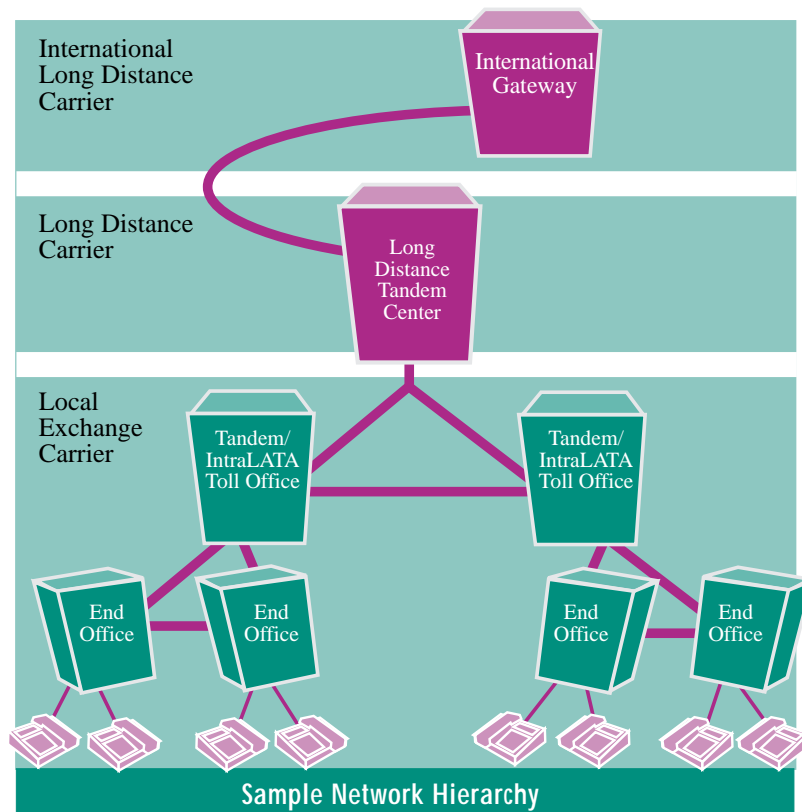 International
Long Distance
Carrier
International
Gateway
Long Distance
Carrier
Long
Distance
Tandem
Center
Local
Exchange
Carrier
Tandem/
IntraLATA
Toll Office
Tandem/
IntraLATA
Toll Office
End
Office
End
Office
End
Office
End
Office
Sample Network Hierarchy